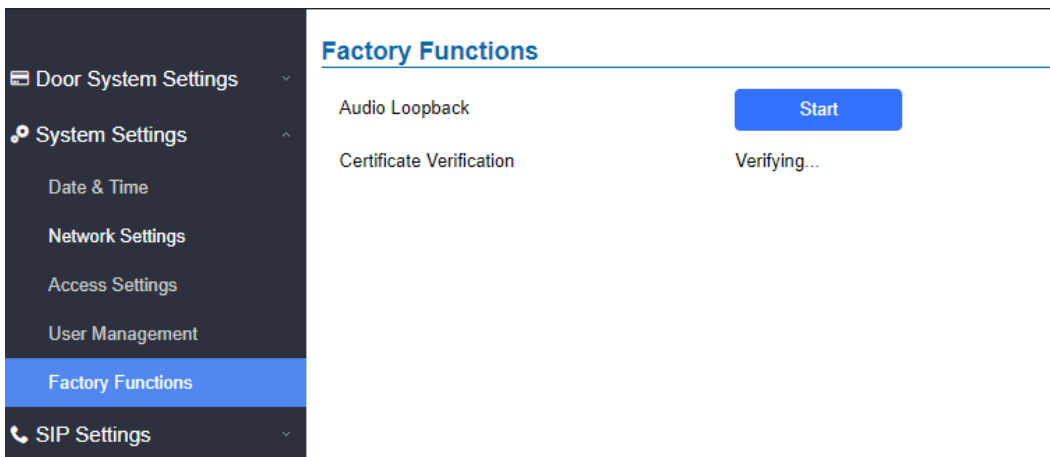 Door System Settings
System Settings
Date & Time
Network Settings
Access Settings
User Management
Factory Functions
SIP Settings
Factory Functions
Audio Loopback
Start
Certificate Verification
Verifying...